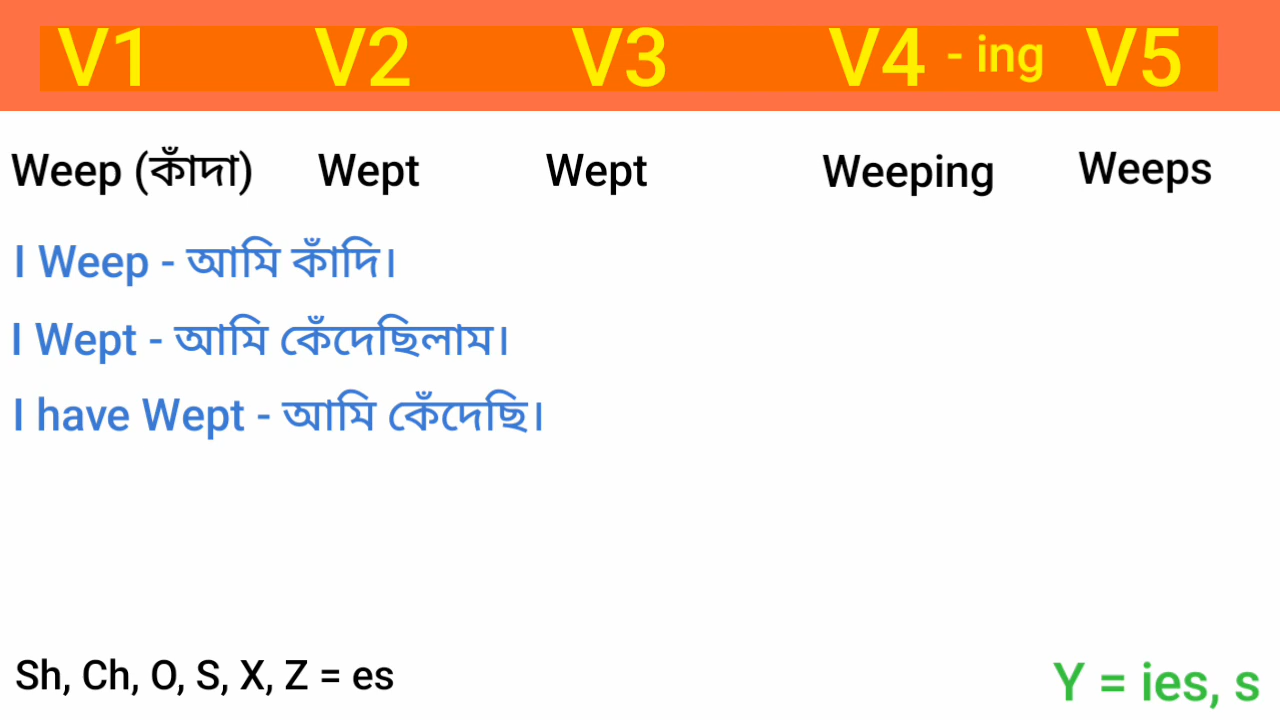 V1 V2 V3 V4 - ing V5
Weep (কাঁদা) Wept Wept Weeping Weeps
I Weep - আমি কাঁদি।
I Wept - আমি কেঁদেছিলাম।
I have Wept - আমি কেঁদেছি।
Sh, Ch, O, S, X, Z = es
Y = ies, s